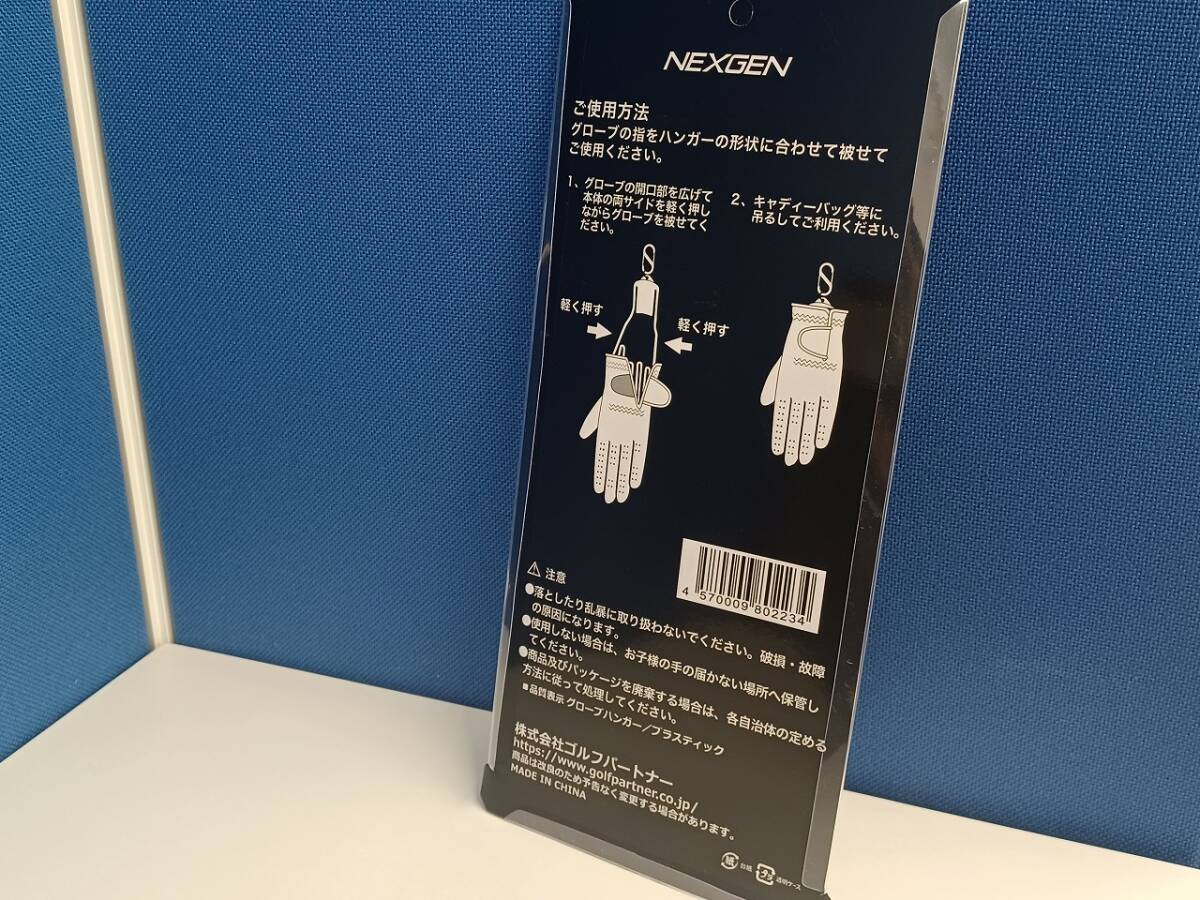 NEXGEN
ご使用方法
グローブの指をハンガーの形状に合わせて被せて
ご使用ください。
1、グローブの開口部を広げて
本体の両サイドを軽く押し
ながらグローブを被せてく
ださい。
2、キャディーバッグ等に
吊るしてご利用ください。
軽く押す
軽く押す
4 570009 802234
⚠ 注意
●落としたり乱暴に取り扱わないでください。破損・故障
の原因になります。
●使用しない場合は、お子様の手の届かない場所へ保管し
てください。
●商品及びパッケージを廃棄する場合は、各自治体の定める
方法に従って処理してください。
■品質表示 グローブハンガー／プラスティック
株式会社ゴルフパートナー
https://www.golfpartner.co.jp/
商品は改良のため予告なく変更する場合があります。
MADE IN CHINA
紙 台紙 プラ 透明ケース